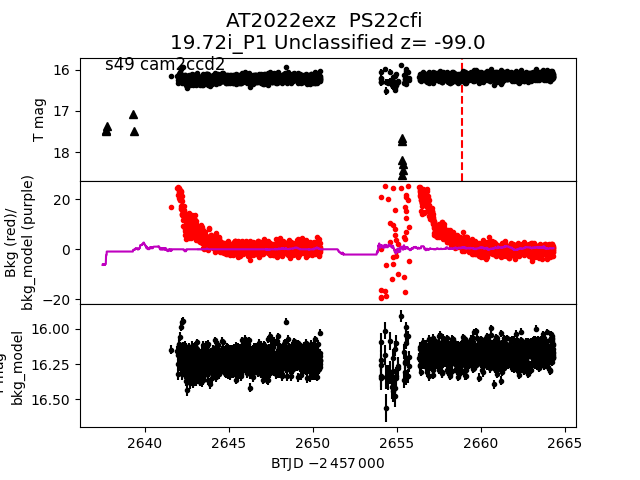 AT2022exz  PS22cfi
19.72i_P1 Unclassified z= -99.0
s49 cam2ccd2
T mag
16
17
18
Bkg (red)/
bkg_model (purple)
20
0
−20
bkg_model
16.00
16.25
16.50
2640
2645
2650
2655
2660
2665
BTJD −2 457 000